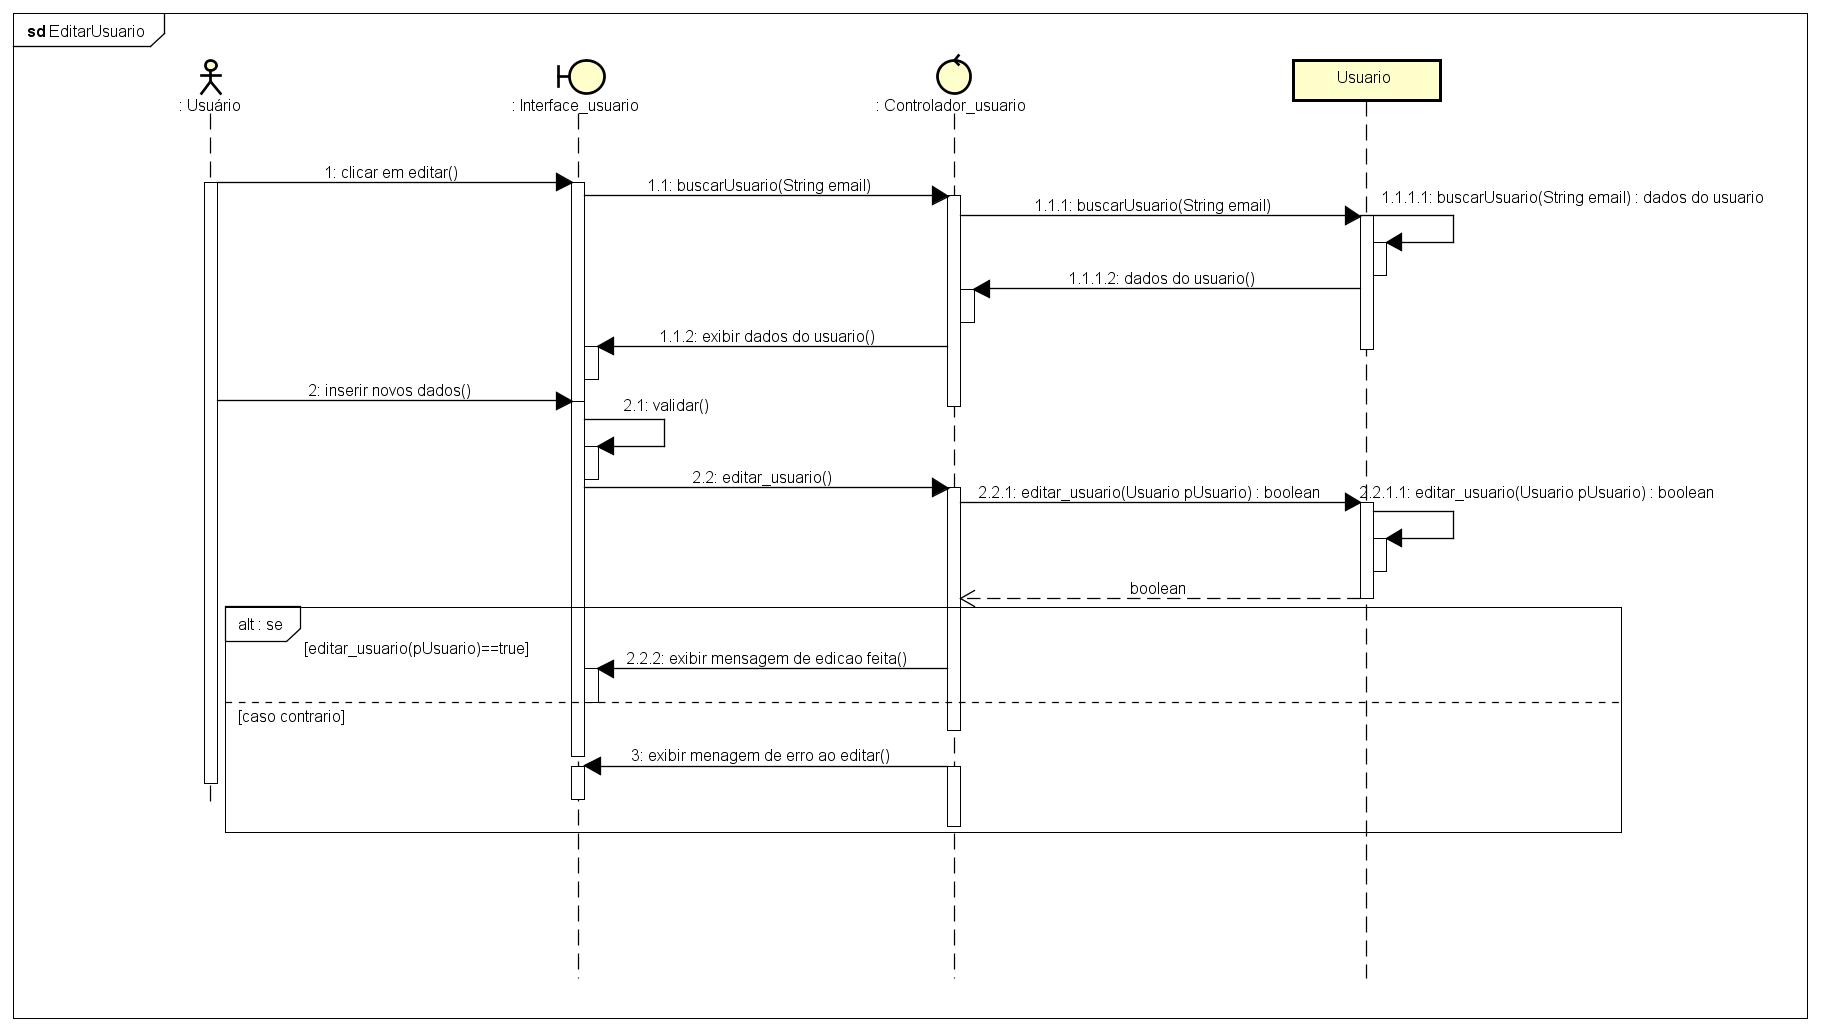 sd EditarUsuario
: Usuário
: Interface_usuario
: Controlador_usuario
Usuario
1: clicar em editar()
1.1: buscarUsuario(String email)
1.1.1: buscarUsuario(String email)
1.1.1.1: buscarUsuario(String email) : dados do usuario
1.1.1.2: dados do usuario()
1.1.2: exibir dados do usuario()
2: inserir novos dados()
2.1: validar()
2.2: editar_usuario()
2.2.1: editar_usuario(Usuario pUsuario) : boolean
2.2.1.1: editar_usuario(Usuario pUsuario) : boolean
boolean
alt : se
[editar_usuario(pUsuario)==true]
2.2.2: exibir mensagem de edicao feita()
[caso contrario]
3: exibir menagem de erro ao editar()